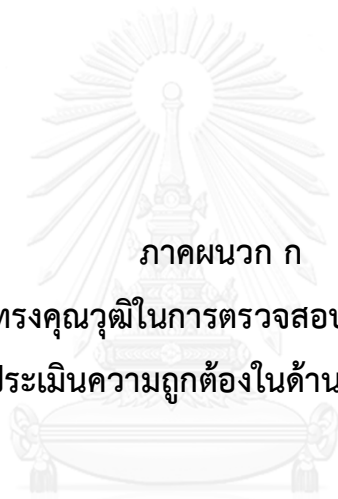 ภาคผนวก ก
ทรงคุณวุฒิในการตรวจสอบ
ประเมินความถูกต้องในด้าน